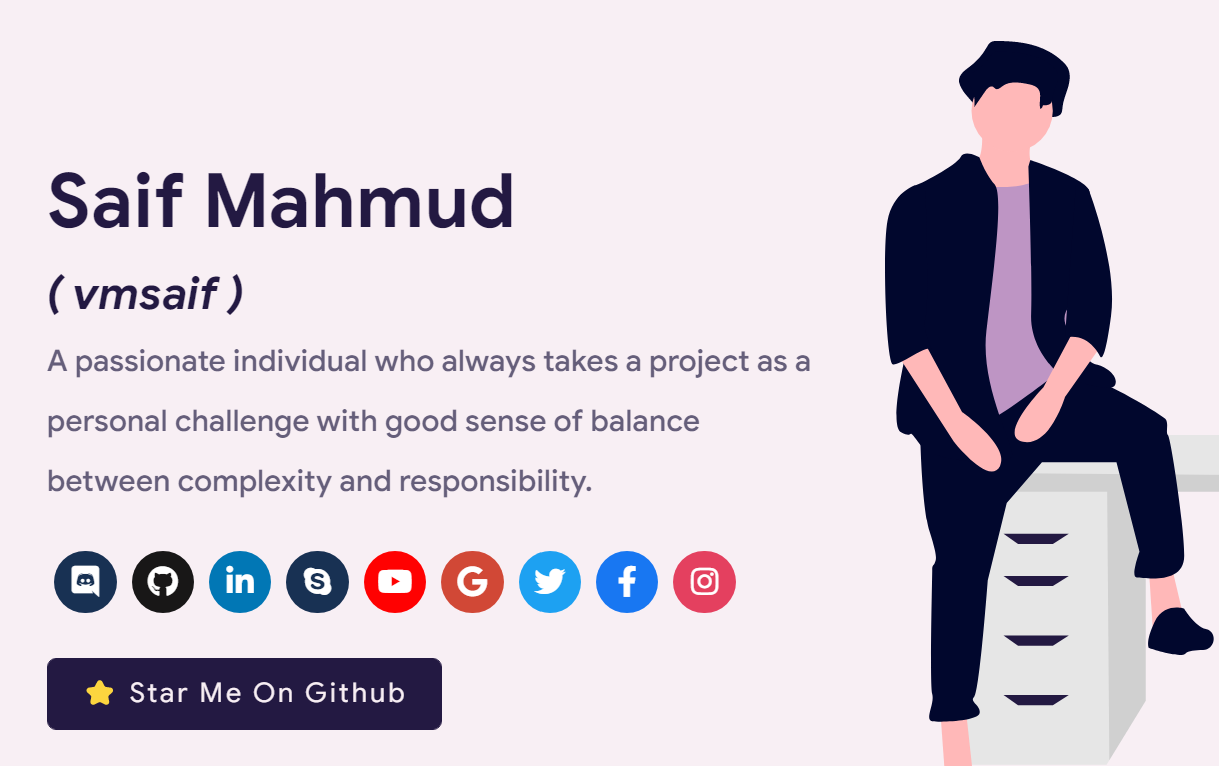 Saif Mahmud
( vmsaif )
A passionate individual who always takes a project as a
personal challenge with good sense of balance
between complexity and responsibility.
Star Me On Github